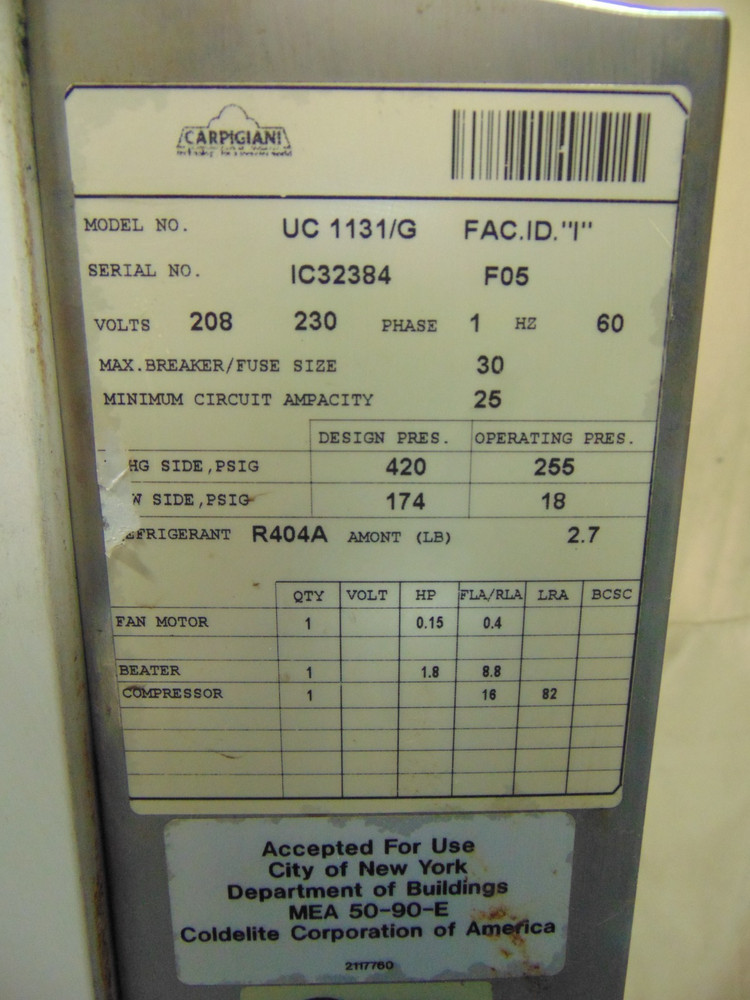 CARPIGIANI
MODEL NO. UC 1131/G FAC.ID."I"
SERIAL NO. IC32384 F05
VOLTS 208 230 PHASE 1 HZ 60
MAX.BREAKER/FUSE SIZE 30
MINIMUM CIRCUIT AMPACITY 25
DESIGN PRES. OPERATING PRES.
HG SIDE,PSIG 420 255
W SIDE,PSIG 174 18
EFRIGERANT R404A AMONT (LB) 2.7
QTY VOLT HP FLA/RLA LRA BCSC
FAN MOTOR 1 0.15 0.4
BEATER 1 1.8 8.8
COMPRESSOR 1 16 82
Accepted For Use
City of New York
Department of Buildings
MEA 50-90-E
Coldelite Corporation of America
2117760